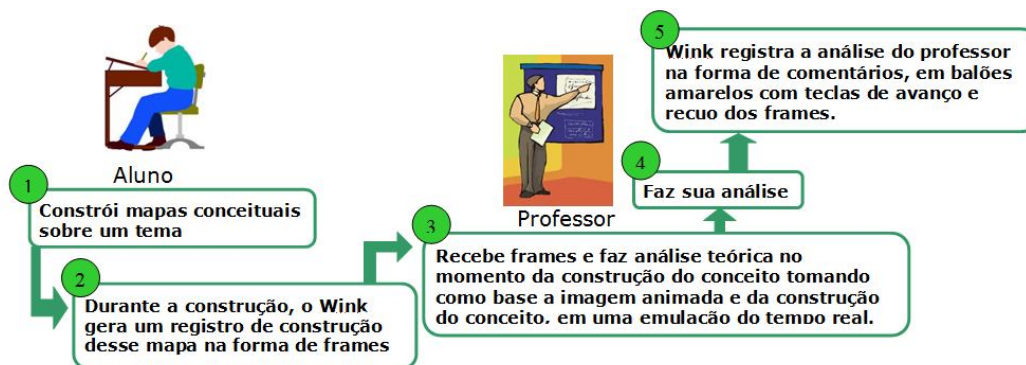 Aluno
1
Constrói mapas conceituais
sobre um tema
2
Durante a construção, o Wink
gera um registro de construção
desse mapa na forma de frames
Professor
3
Recebe frames e faz análise teórica no
momento da construção do conceito tomando
como base a imagem animada e da construção
do conceito, em uma emulação do tempo real.
4
Faz sua análise
5
Wink registra a análise do professor
na forma de comentários, em balões
amarelos com teclas de avanço e
recuo dos frames.